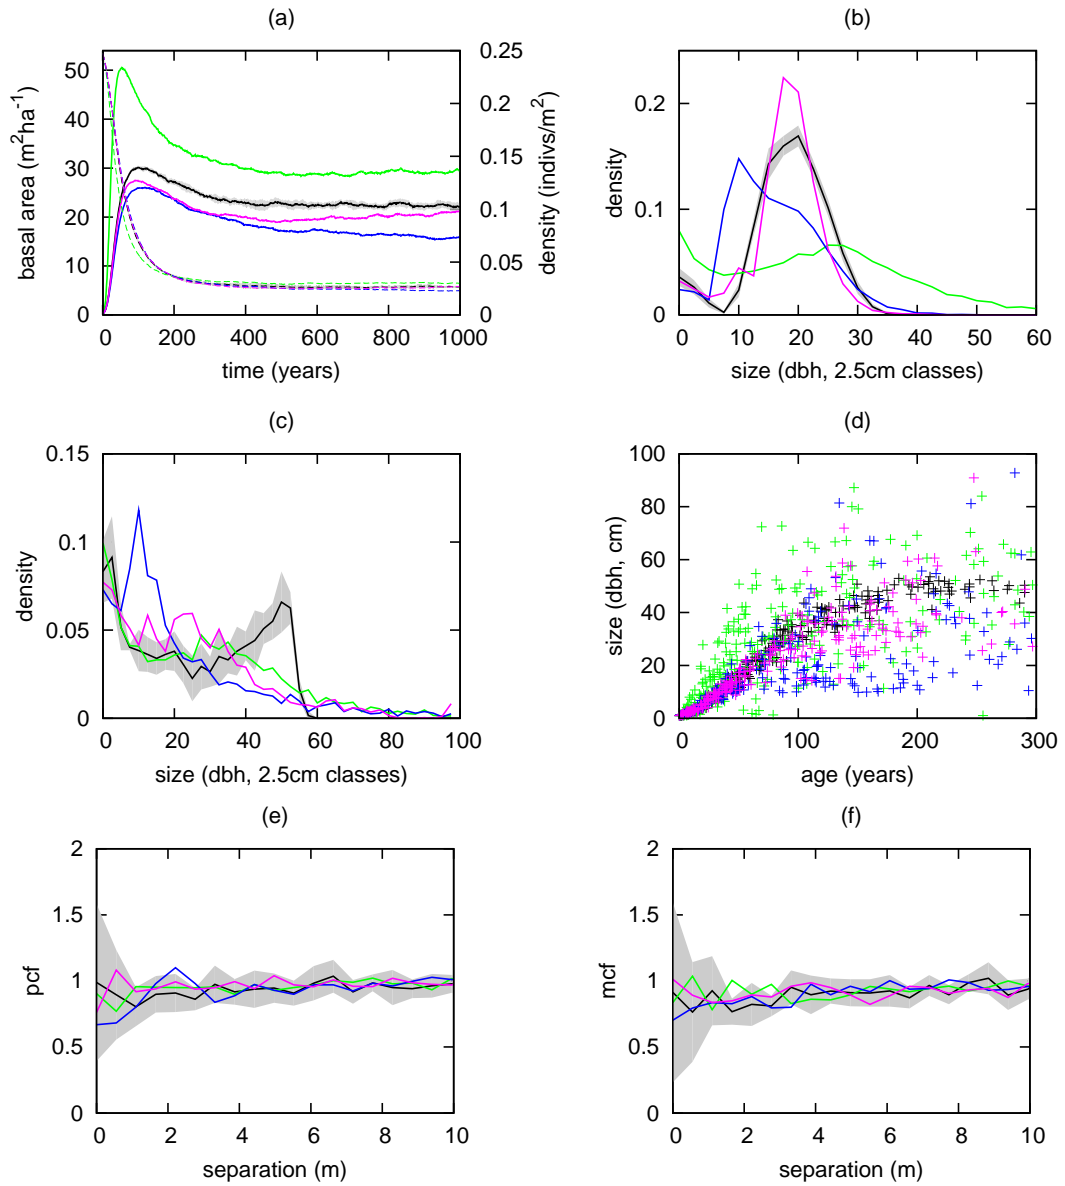 (a)
basal area (m²ha⁻¹)
50
40
30
20
10
0
0.25
0.2
0.15
0.1
0.05
0
density (indivs/m²)
0 200 400 600 800 1000
time (years)
(b)
density
0.2
0.1
0
0 10 20 30 40 50 60
size (dbh, 2.5cm classes)
(c)
density
0.15
0.1
0.05
0
0 20 40 60 80 100
size (dbh, 2.5cm classes)
(d)
size (dbh, cm)
100
80
60
40
20
0
0 100 200 300
age (years)
(e)
pcf
2
1.5
1
0.5
0
0 2 4 6 8 10
separation (m)
(f)
mcf
2
1.5
1
0.5
0
0 2 4 6 8 10
separation (m)